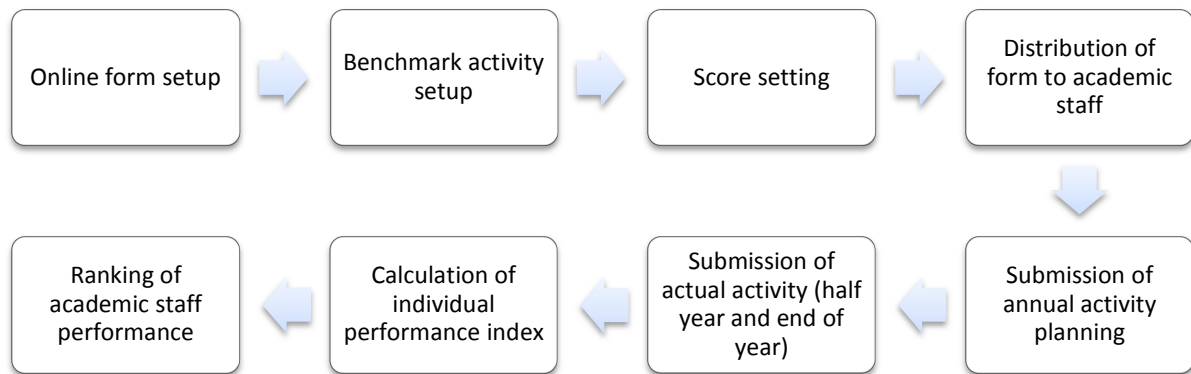 Online form setup
Benchmark activity
setup
Score setting
Distribution of
form to academic
staff
Submission of
annual activity
planning
Submission of
actual activity (half
year and end of
year)
Calculation of
individual
performance index
Ranking of
academic staff
performance